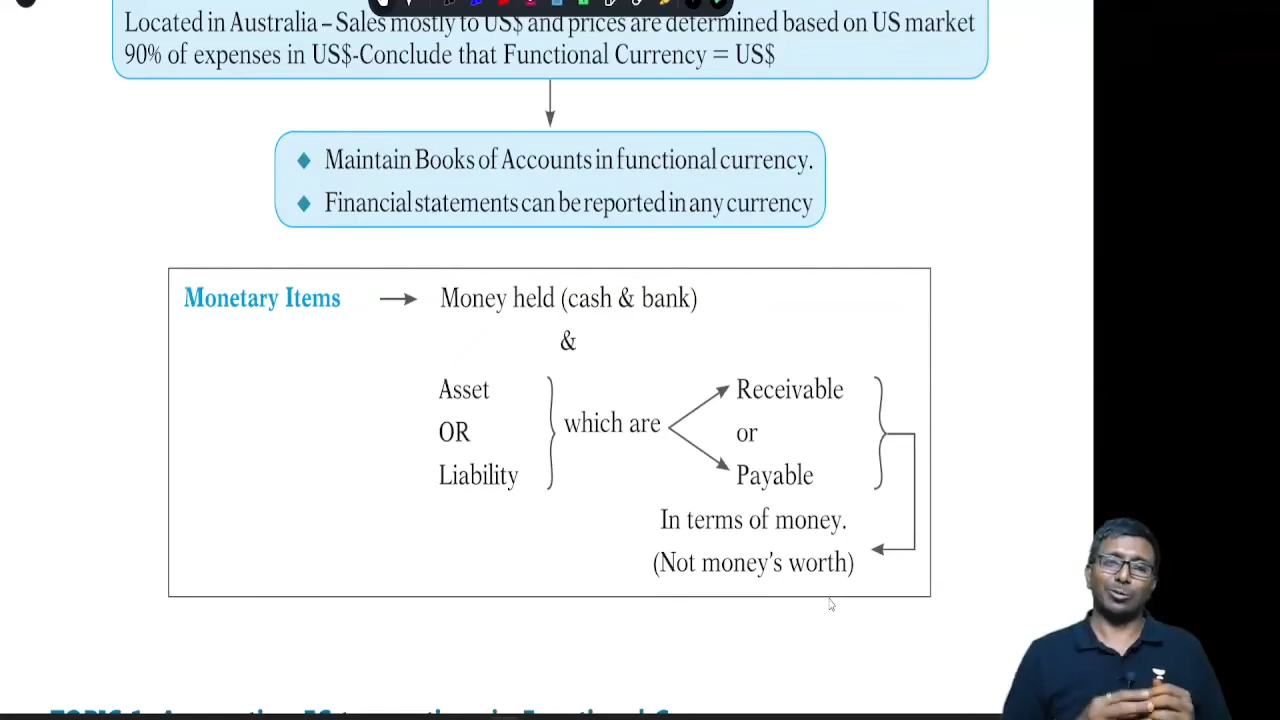 Located in Australia – Sales mostly to US$ and prices are determined based on US market
90% of expenses in US$-Conclude that Functional Currency = US$
Maintain Books of Accounts in functional currency.
Financial statements can be reported in any currency
Monetary Items → Money held (cash & bank)
&
Asset
OR
Liability
which are
Receivable
or
Payable
In terms of money.
(Not money's worth)